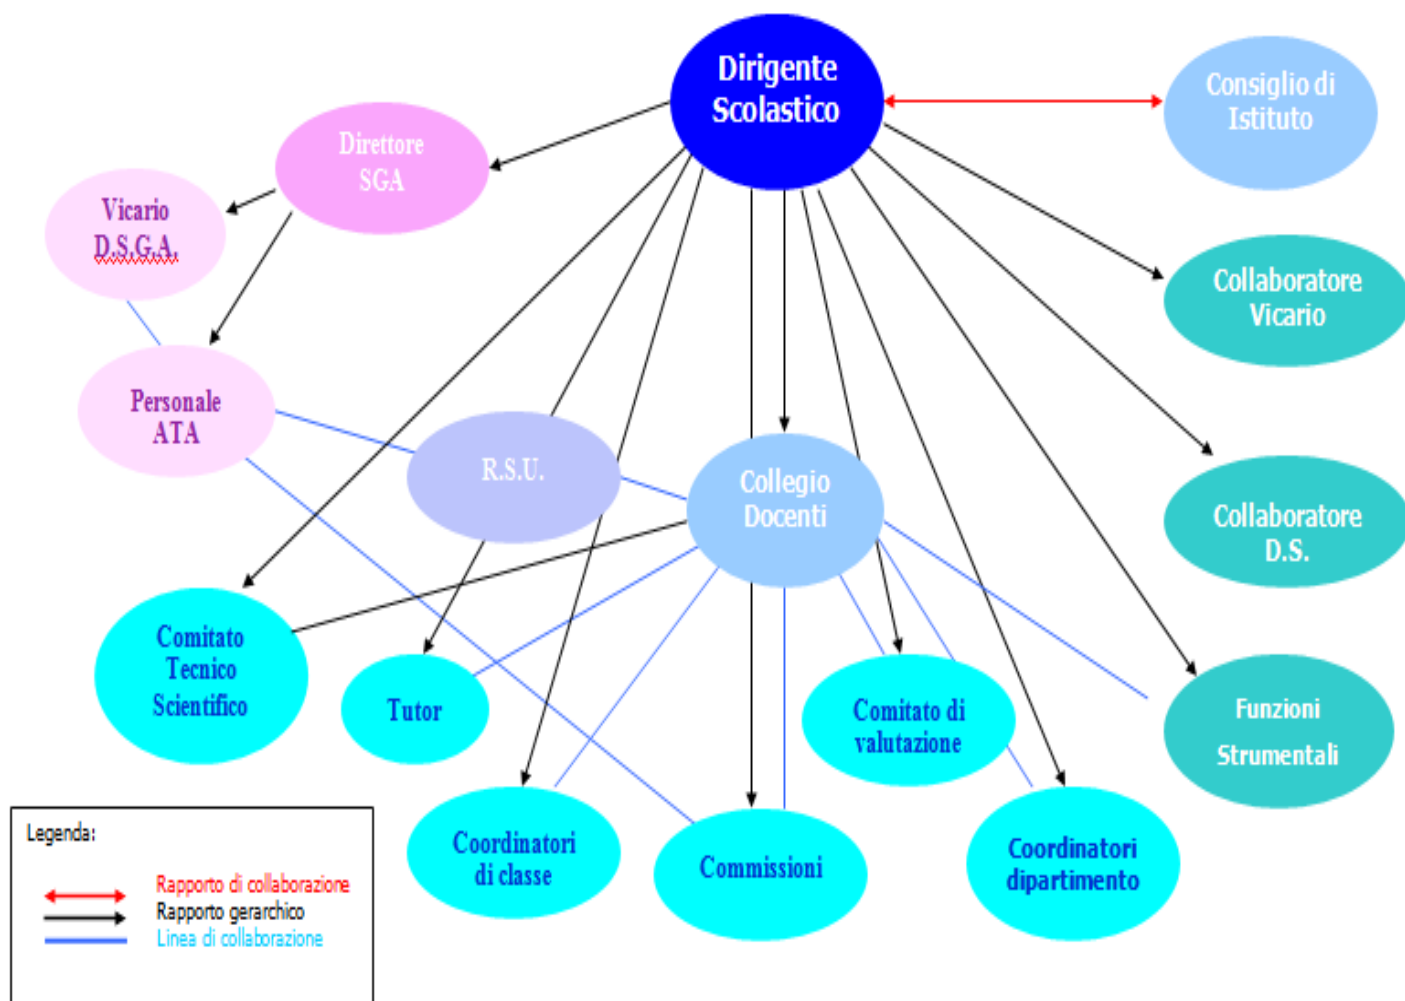 Dirigente
Scolastico
Consiglio di
Istituto
Direttore
SGA
Vicario
D.S.G.A.
Collaboratore
Vicario
Personale
ATA
R.S.U.
Collegio
Docenti
Collaboratore
D.S.
Comitato
Tecnico
Scientifico
Tutor
Comitato di
valutazione
Funzioni
Strumentali
Coordinatori
di classe
Commissioni
Coordinatori
dipartimento
Legenda:
Rapporto di collaborazione
Rapporto gerarchico
Linea di collaborazione